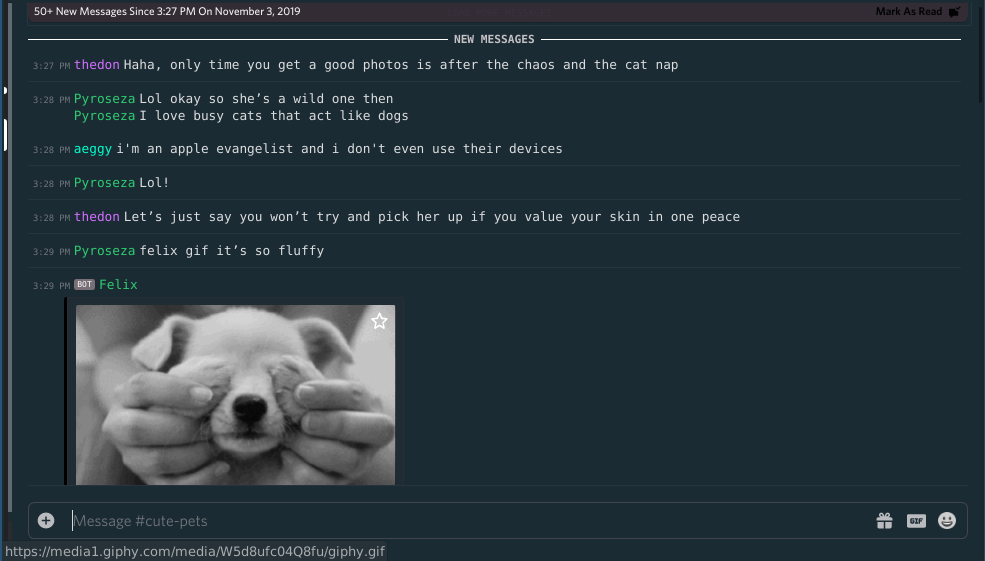 50+ New Messages Since 3:27 PM On November 3, 2019 Mark As Read
NEW MESSAGES
3:27 PM thedon Haha, only time you get a good photos is after the chaos and the cat nap
3:28 PM Pyroseza Lol okay so she’s a wild one then
Pyroseza I love busy cats that act like dogs
3:28 PM aeggy i'm an apple evangelist and i don't even use their devices
3:28 PM Pyroseza Lol!
3:28 PM thedon Let’s just say you won’t try and pick her up if you value your skin in one peace
3:29 PM Pyroseza felix gif it’s so fluffy
3:29 PM BOT Felix
Message #cute-pets GIF
https://media1.giphy.com/media/W5d8ufc04Q8fu/giphy.gif